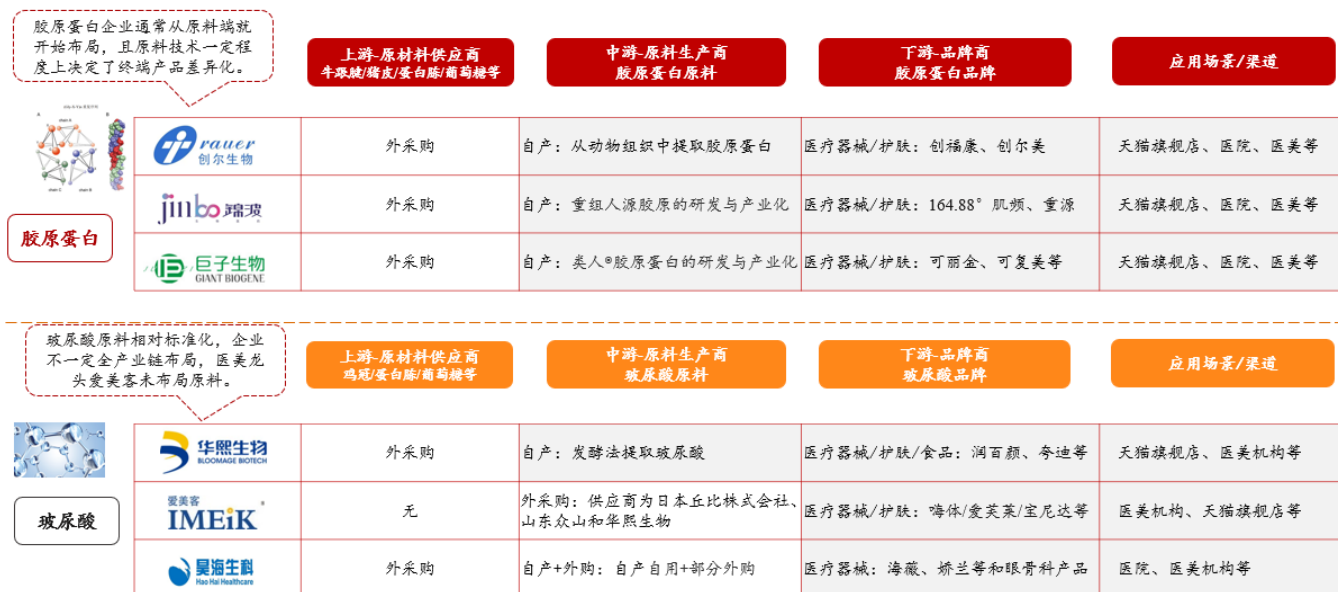 胶原蛋白企业通常从原料端就
开始布局，且原料技术一定程
度上决定了终端产品差异化。
上游-原材料供应商
牛跟腱/猪皮/蛋白胨/葡萄糖等
中游-原料生产商
胶原蛋白原料
下游-品牌商
胶原蛋白品牌
应用场景/渠道
A
B
chain A
chain C
chain B
胶原蛋白
rauer
创尔生物
外采购
自产：从动物组织中提取胶原蛋白
医疗器械/护肤：创福康、创尔美
天猫旗舰店、医院、医美等
jinbo 锦波
外采购
自产：重组人源胶原的研发与产业化
医疗器械/护肤：164.88°肌频、重源
天猫旗舰店、医院、医美等
巨子生物
GIANT BIOGENE
外采购
自产：类人®胶原蛋白的研发与产业化
医疗器械/护肤：可丽金、可复美等
天猫旗舰店、医院、医美等
玻尿酸原料相对标准化，企业
不一定全产业链布局，医美龙
头爱美客未布局原料。
上游-原材料供应商
鸡冠/蛋白胨/葡萄糖等
中游-原料生产商
玻尿酸原料
下游-品牌商
玻尿酸品牌
应用场景/渠道
玻尿酸
华熙生物
BLOOMAGE BIOTECH
外采购
自产：发酵法提取玻尿酸
医疗器械/护肤/食品：润百颜、夸迪等
天猫旗舰店、医美机构等
爱美客
IMEiK
无
外采购：供应商为日本丘比株式会社、
山东众山和华熙生物
医疗器械/护肤：嗨体/爱芙莱/宝尼达等
医美机构、天猫旗舰店等
昊海生科
Hao Hai Healthcare
外采购
自产+外购：自产自用+部分外购
医疗器械：海薇、娇兰等和眼骨科产品
医院、医美机构等